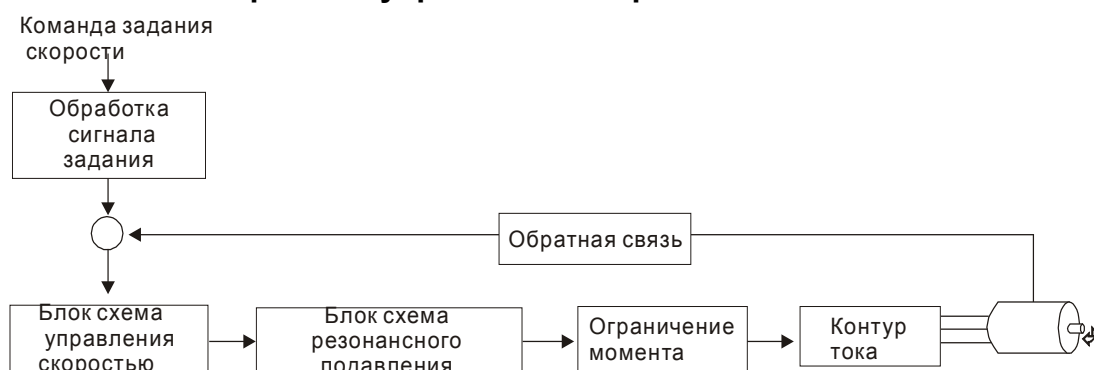 Команда задания
скорости
Обработка
сигнала
задания
Обратная связь
Блок схема
управления
скоростью
Блок схема
резонансного
подавления
Ограничение
момента
Контур
тока